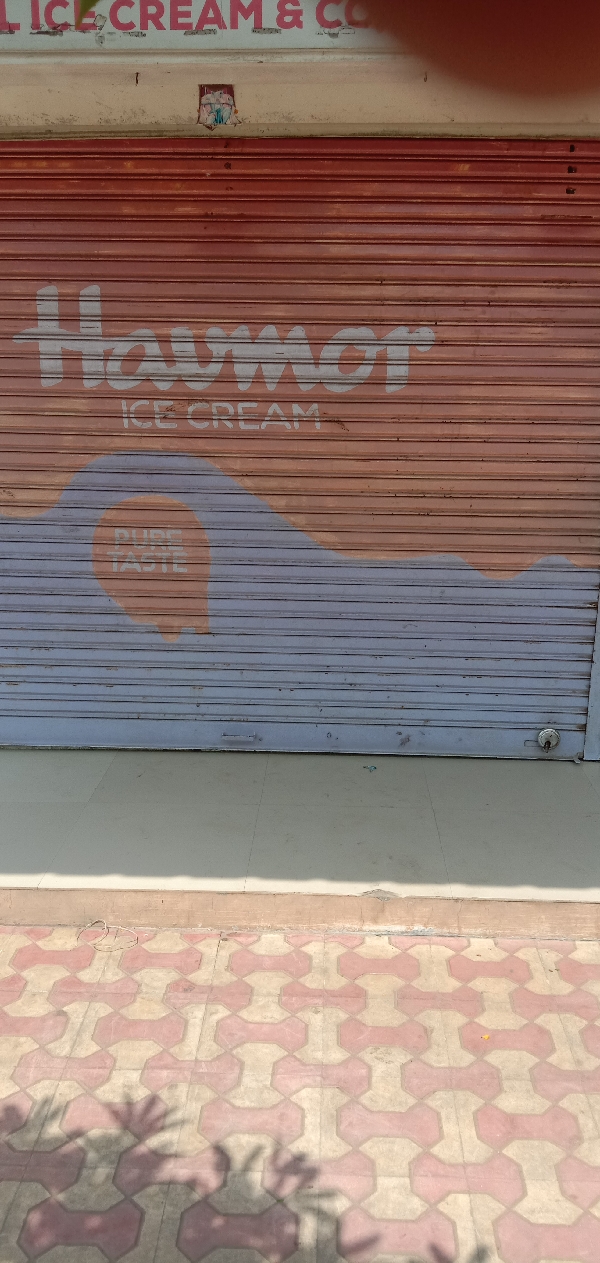 ICE CREAM &
Havmor
ICE CREAM
PURE
TASTE